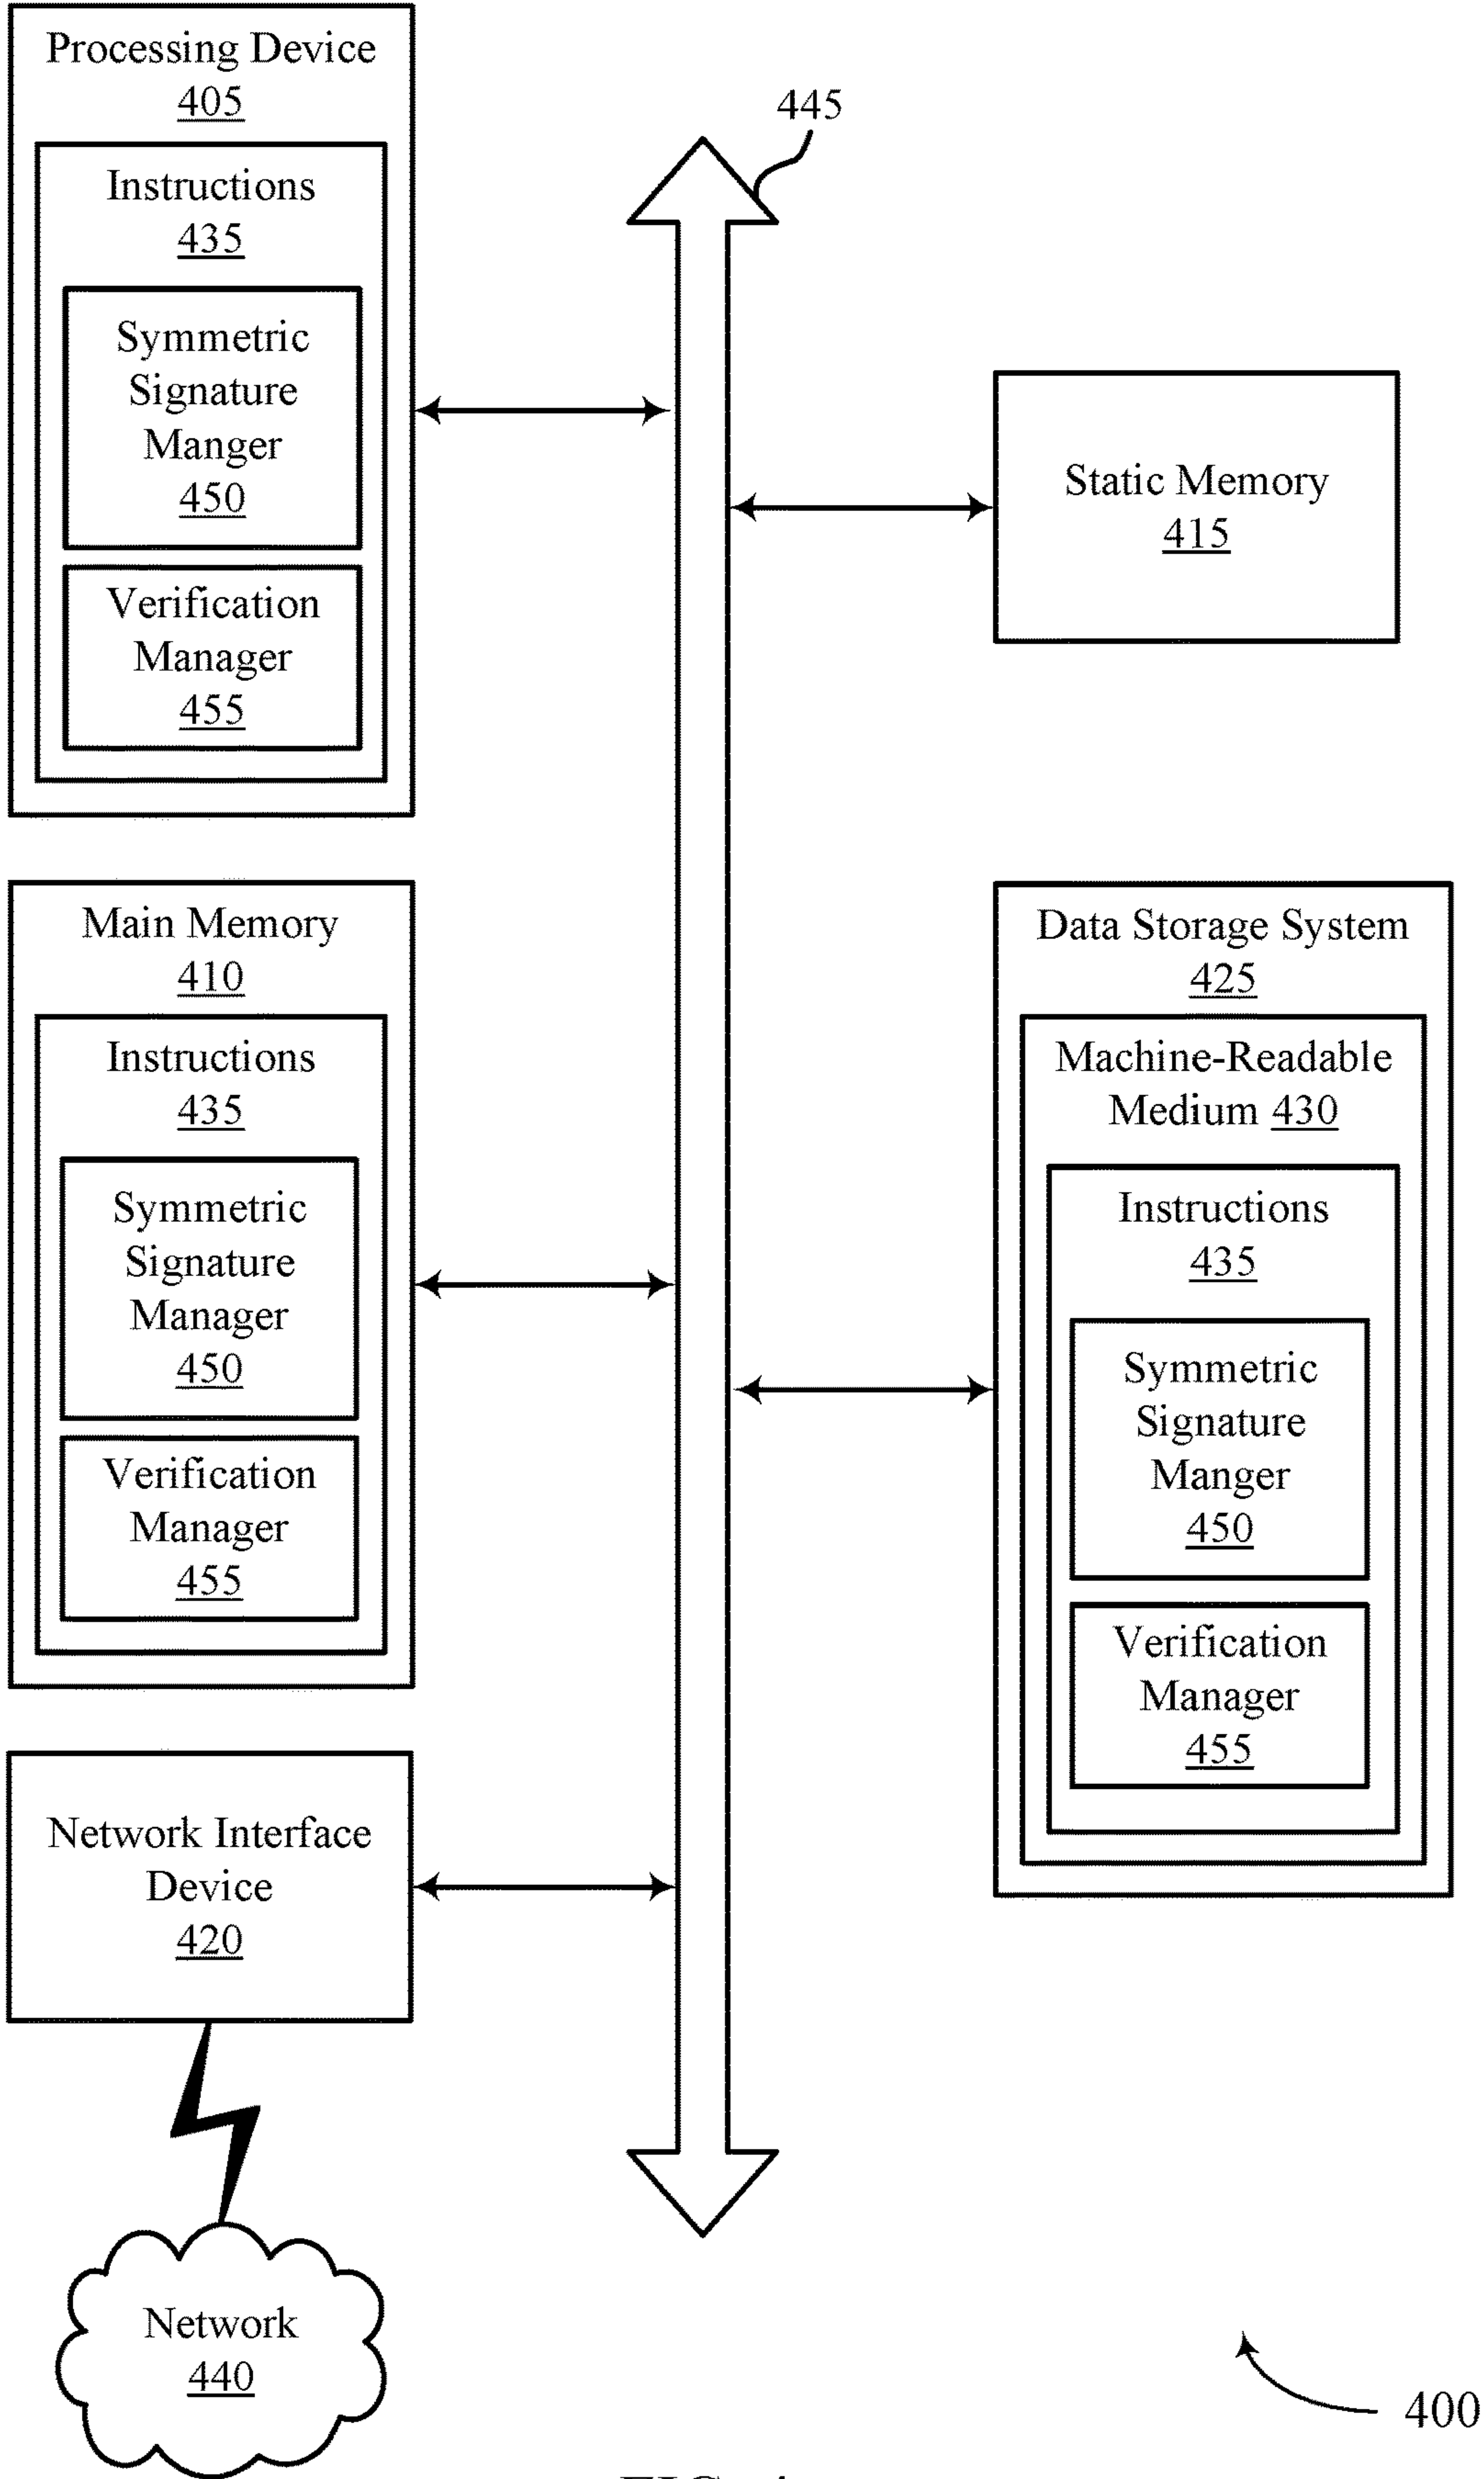 Processing Device
405
Instructions
435
Symmetric
Signature
Manger
450
Verification
Manager
455
445
Static Memory
415
Main Memory
410
Instructions
435
Symmetric
Signature
Manager
450
Verification
Manager
455
Data Storage System
425
Machine-Readable
Medium 430
Instructions
435
Symmetric
Signature
Manger
450
Verification
Manager
455
Network Interface
Device
420
Network
440
400